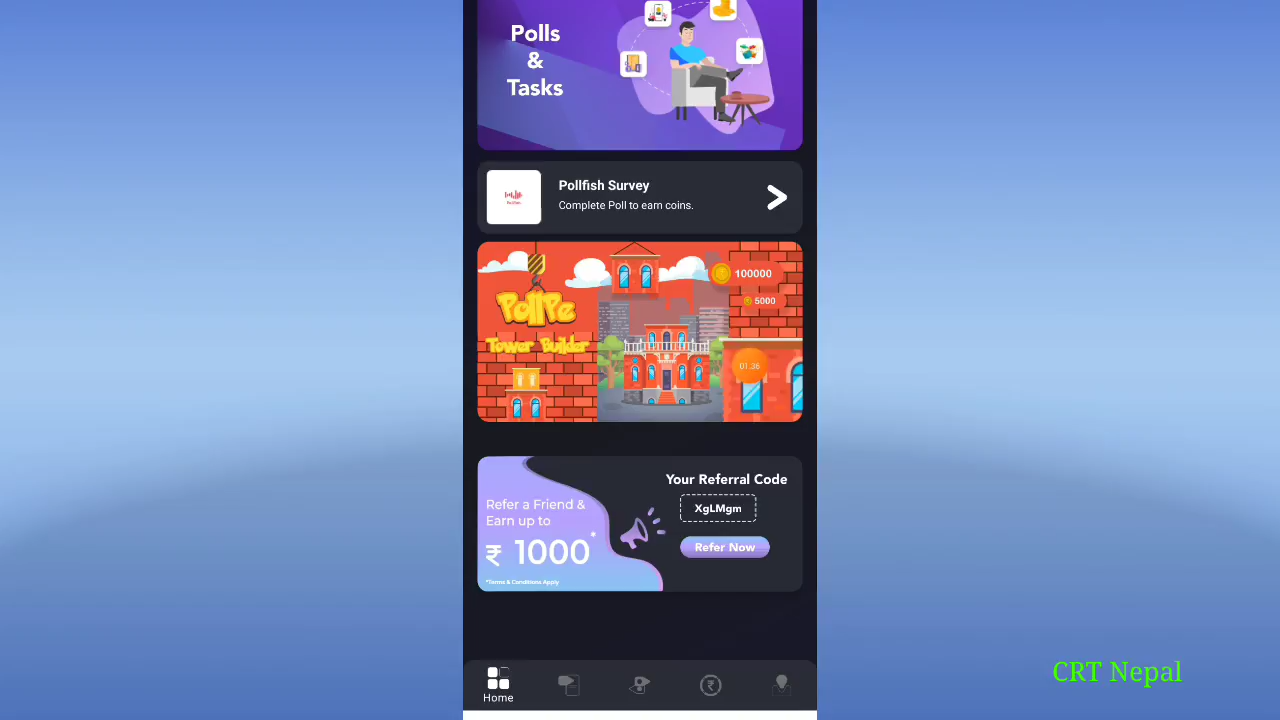 Polls
&
Tasks
Pollfish Survey
Complete Poll to earn coins.
PollPe
Tower Builder
100000
5000
01:36
Your Referral Code
XgLMgm
Refer a Friend &
Earn up to
₹ 1000*
*Terms & Conditions Apply
Refer Now
Home
CRT Nepal